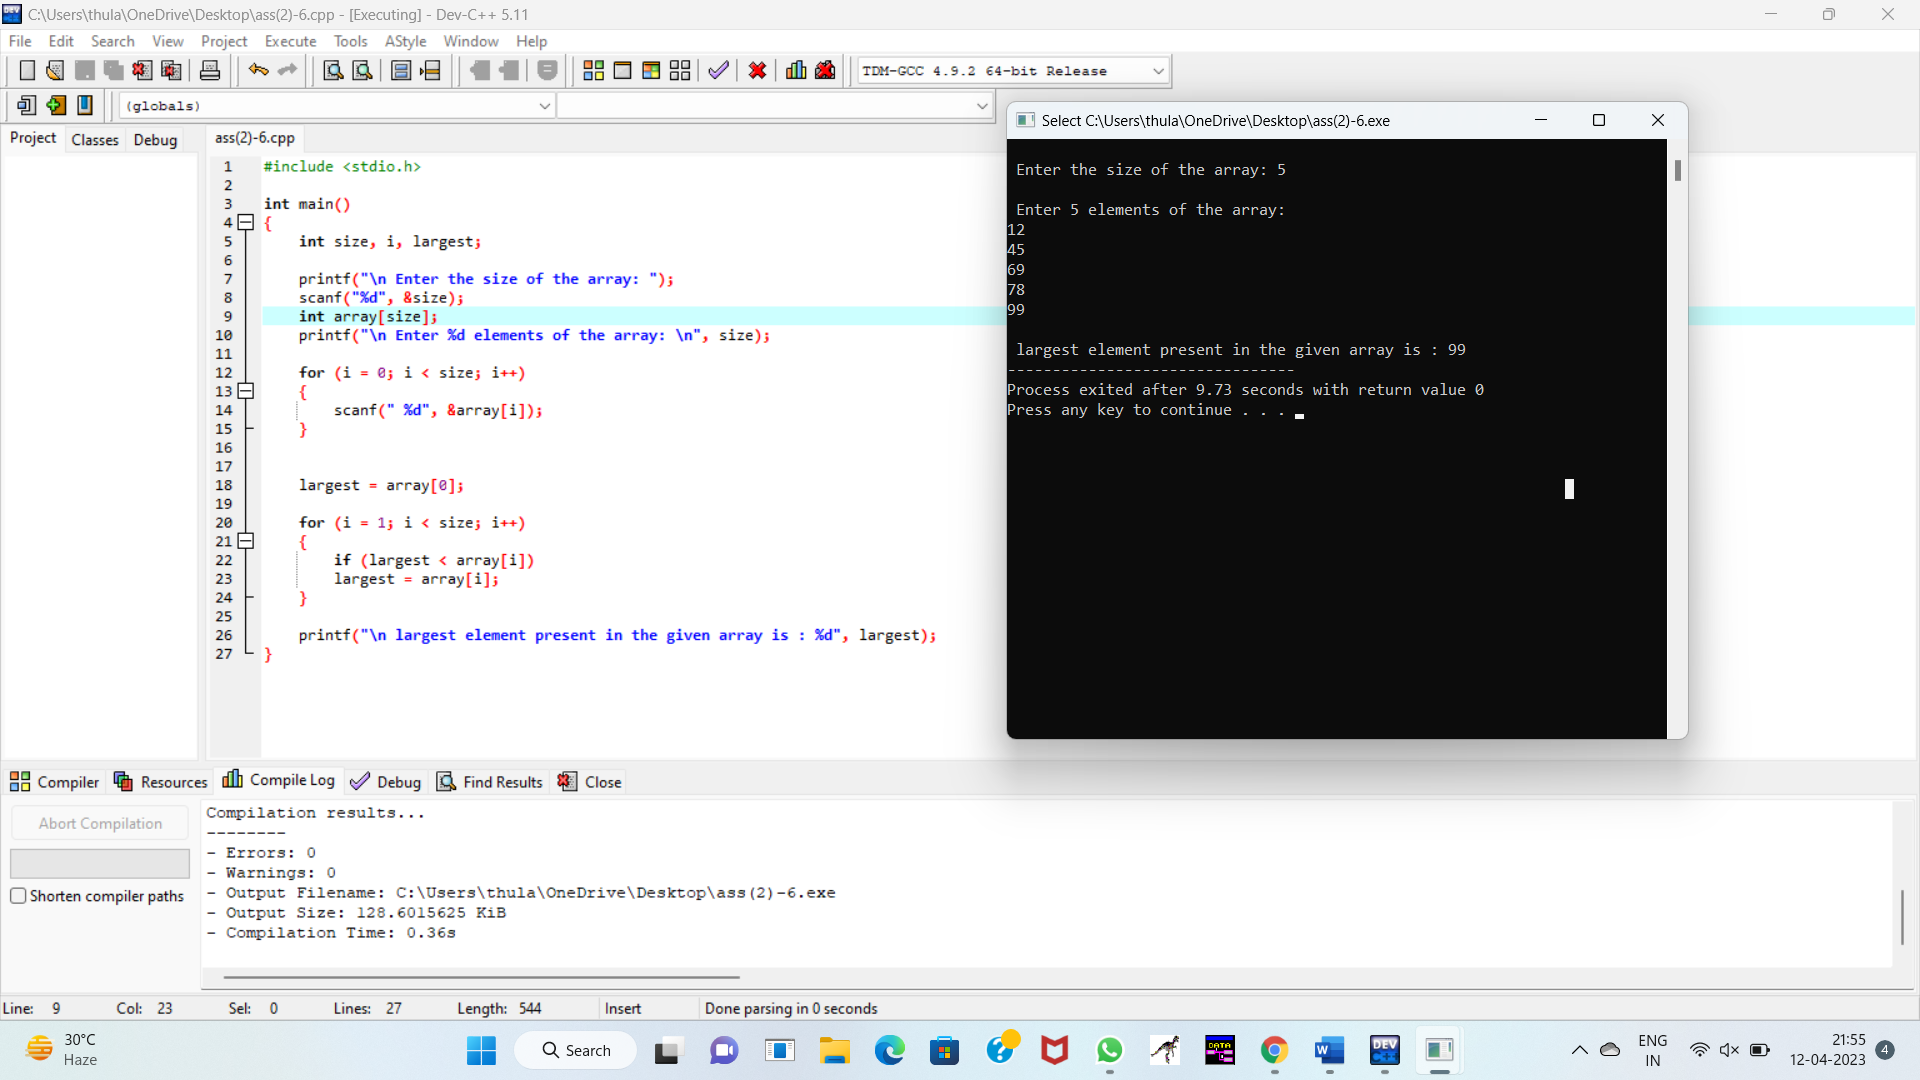 C:\Users\thula\OneDrive\Desktop\ass(2)-6.cpp - [Executing] - Dev-C++ 5.11
File Edit Search View Project Execute Tools AStyle Window Help
TDM-GCC 4.9.2 64-bit Release
(globals)
Project Classes Debug
ass(2)-6.cpp
1 #include <stdio.h>
2
3 int main()
4 {
5 int size, i, largest;
6
7 printf("\n Enter the size of the array: ");
8 scanf("%d", &size);
9 int array[size];
10 printf("\n Enter %d elements of the array: \n", size);
11
12 for (i = 0; i < size; i++)
13 {
14 scanf(" %d", &array[i]);
15 }
16
17
18 largest = array[0];
19
20 for (i = 1; i < size; i++)
21 {
22 if (largest < array[i])
23 largest = array[i];
24 }
25
26 printf("\n largest element present in the given array is : %d", largest);
27 }
Select C:\Users\thula\OneDrive\Desktop\ass(2)-6.exe
Enter the size of the array: 5
Enter 5 elements of the array:
12
45
69
78
99
largest element present in the given array is : 99
--------------------------------
Process exited after 9.73 seconds with return value 0
Press any key to continue . . .
Compiler Resources Compile Log Debug Find Results Close
Abort Compilation
Shorten compiler paths
Compilation results...
--------
- Errors: 0
- Warnings: 0
- Output Filename: C:\Users\thula\OneDrive\Desktop\ass(2)-6.exe
- Output Size: 128.6015625 KiB
- Compilation Time: 0.36s
Line: 9 Col: 23 Sel: 0 Lines: 27 Length: 544 Insert Done parsing in 0 seconds
30°C
Haze
Search
DATA
DEV
ENG
IN
21:55
12-04-2023
4